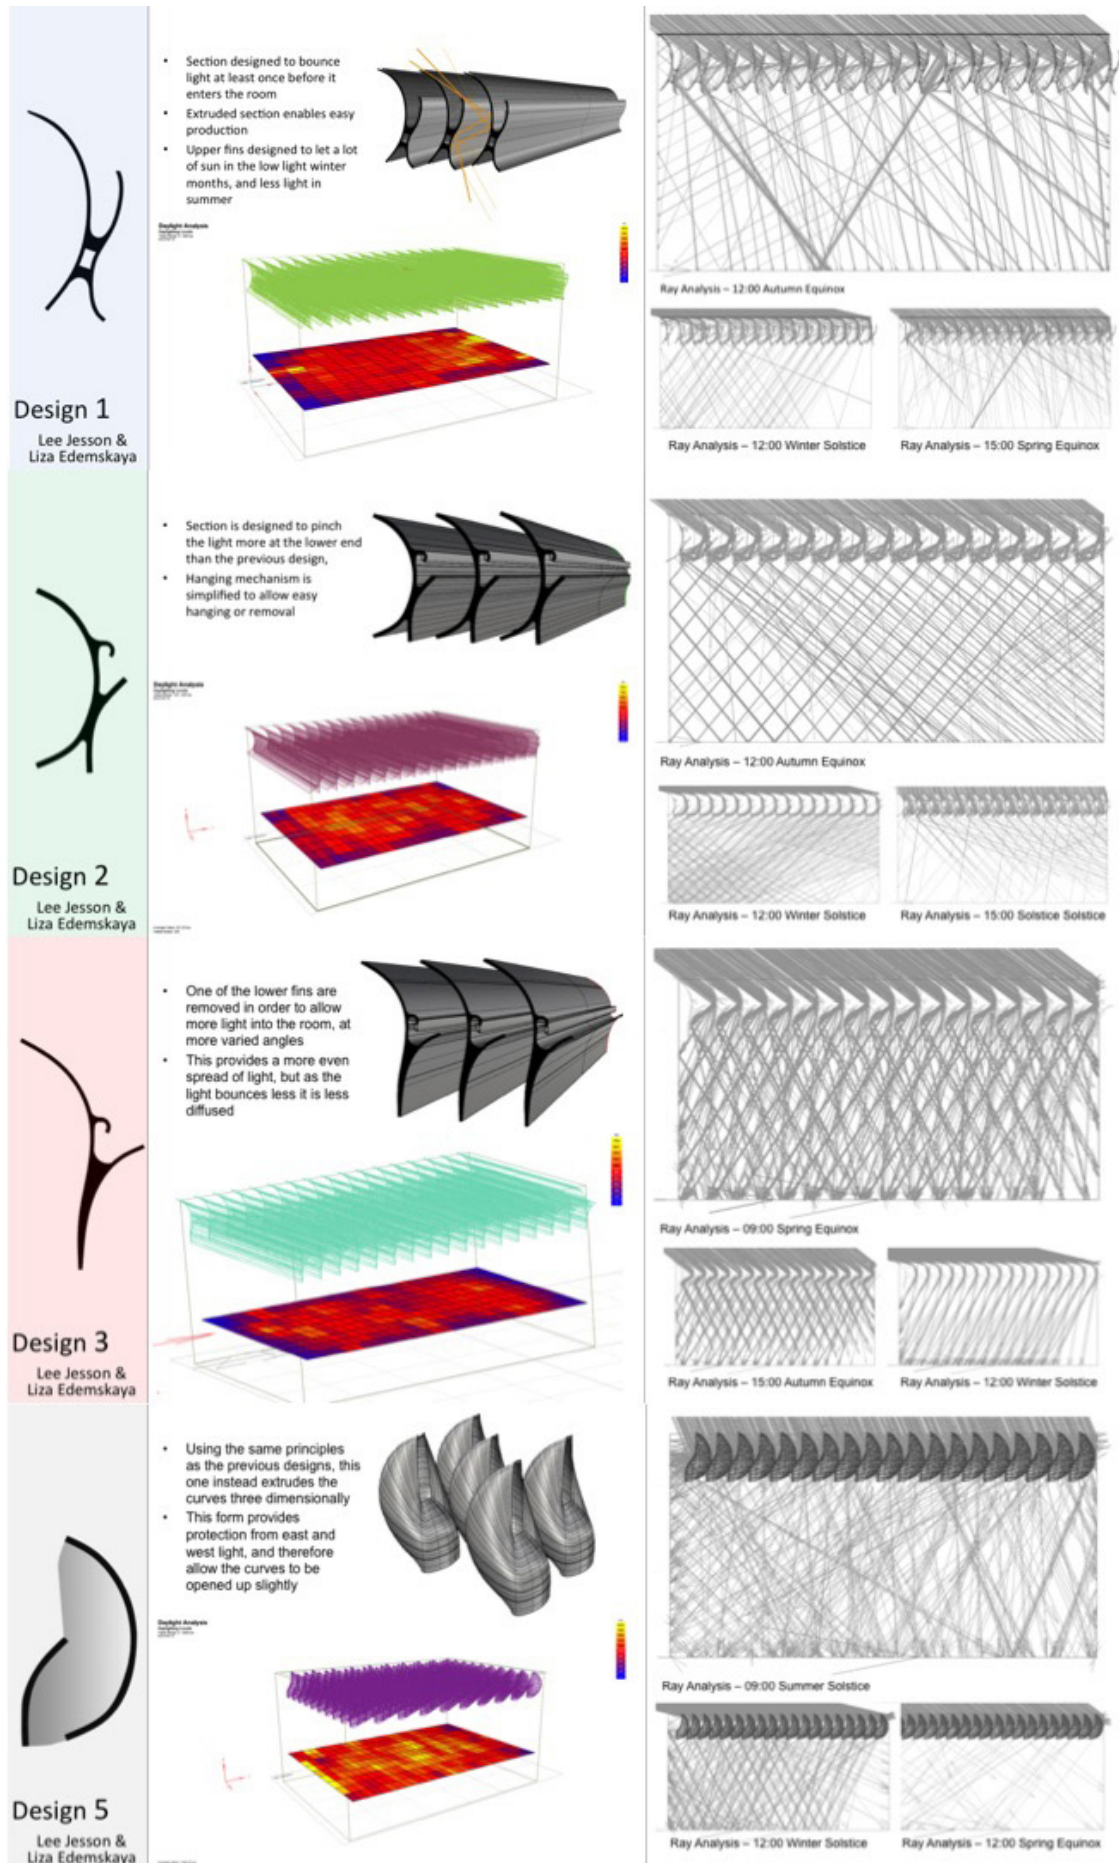 • Section designed to bounce
light at least once before it
enters the room
• Extruded section enables easy
production
• Upper fins designed to let a lot
of sun in the low light winter
months, and less light in
summer
Daylight Analysis
Ray Analysis – 12:00 Autumn Equinox
Ray Analysis – 12:00 Winter Solstice
Ray Analysis – 15:00 Spring Equinox
Design 1
Lee Jesson &
Liza Edemskaya
• Section is designed to pinch
the light more at the lower end
than the previous design,
• Hanging mechanism is
simplified to allow easy
hanging or removal
Daylight Analysis
Ray Analysis – 12:00 Autumn Equinox
Ray Analysis – 12:00 Winter Solstice
Ray Analysis – 15:00 Solstice Solstice
Design 2
Lee Jesson &
Liza Edemskaya
• One of the lower fins are
removed in order to allow
more light into the room, at
more varied angles
• This provides a more even
spread of light, but as the
light bounces less it is less
diffused
Ray Analysis – 09:00 Spring Equinox
Ray Analysis – 15:00 Autumn Equinox
Ray Analysis – 12:00 Winter Solstice
Design 3
Lee Jesson &
Liza Edemskaya
• Using the same principles
as the previous designs, this
one instead extrudes the
curves three dimensionally
• This form provides
protection from east and
west light, and therefore
allow the curves to be
opened up slightly
Daylight Analysis
Ray Analysis – 09:00 Summer Solstice
Ray Analysis – 12:00 Winter Solstice
Ray Analysis – 12:00 Spring Equinox
Design 5
Lee Jesson &
Liza Edemskaya